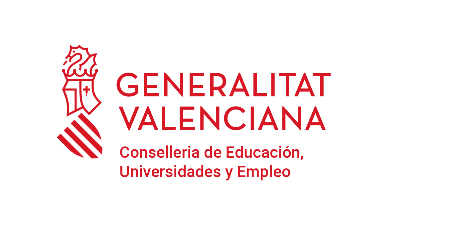 GENERALITAT
VALENCIANA
Conselleria de Educación,
Universidades y Empleo